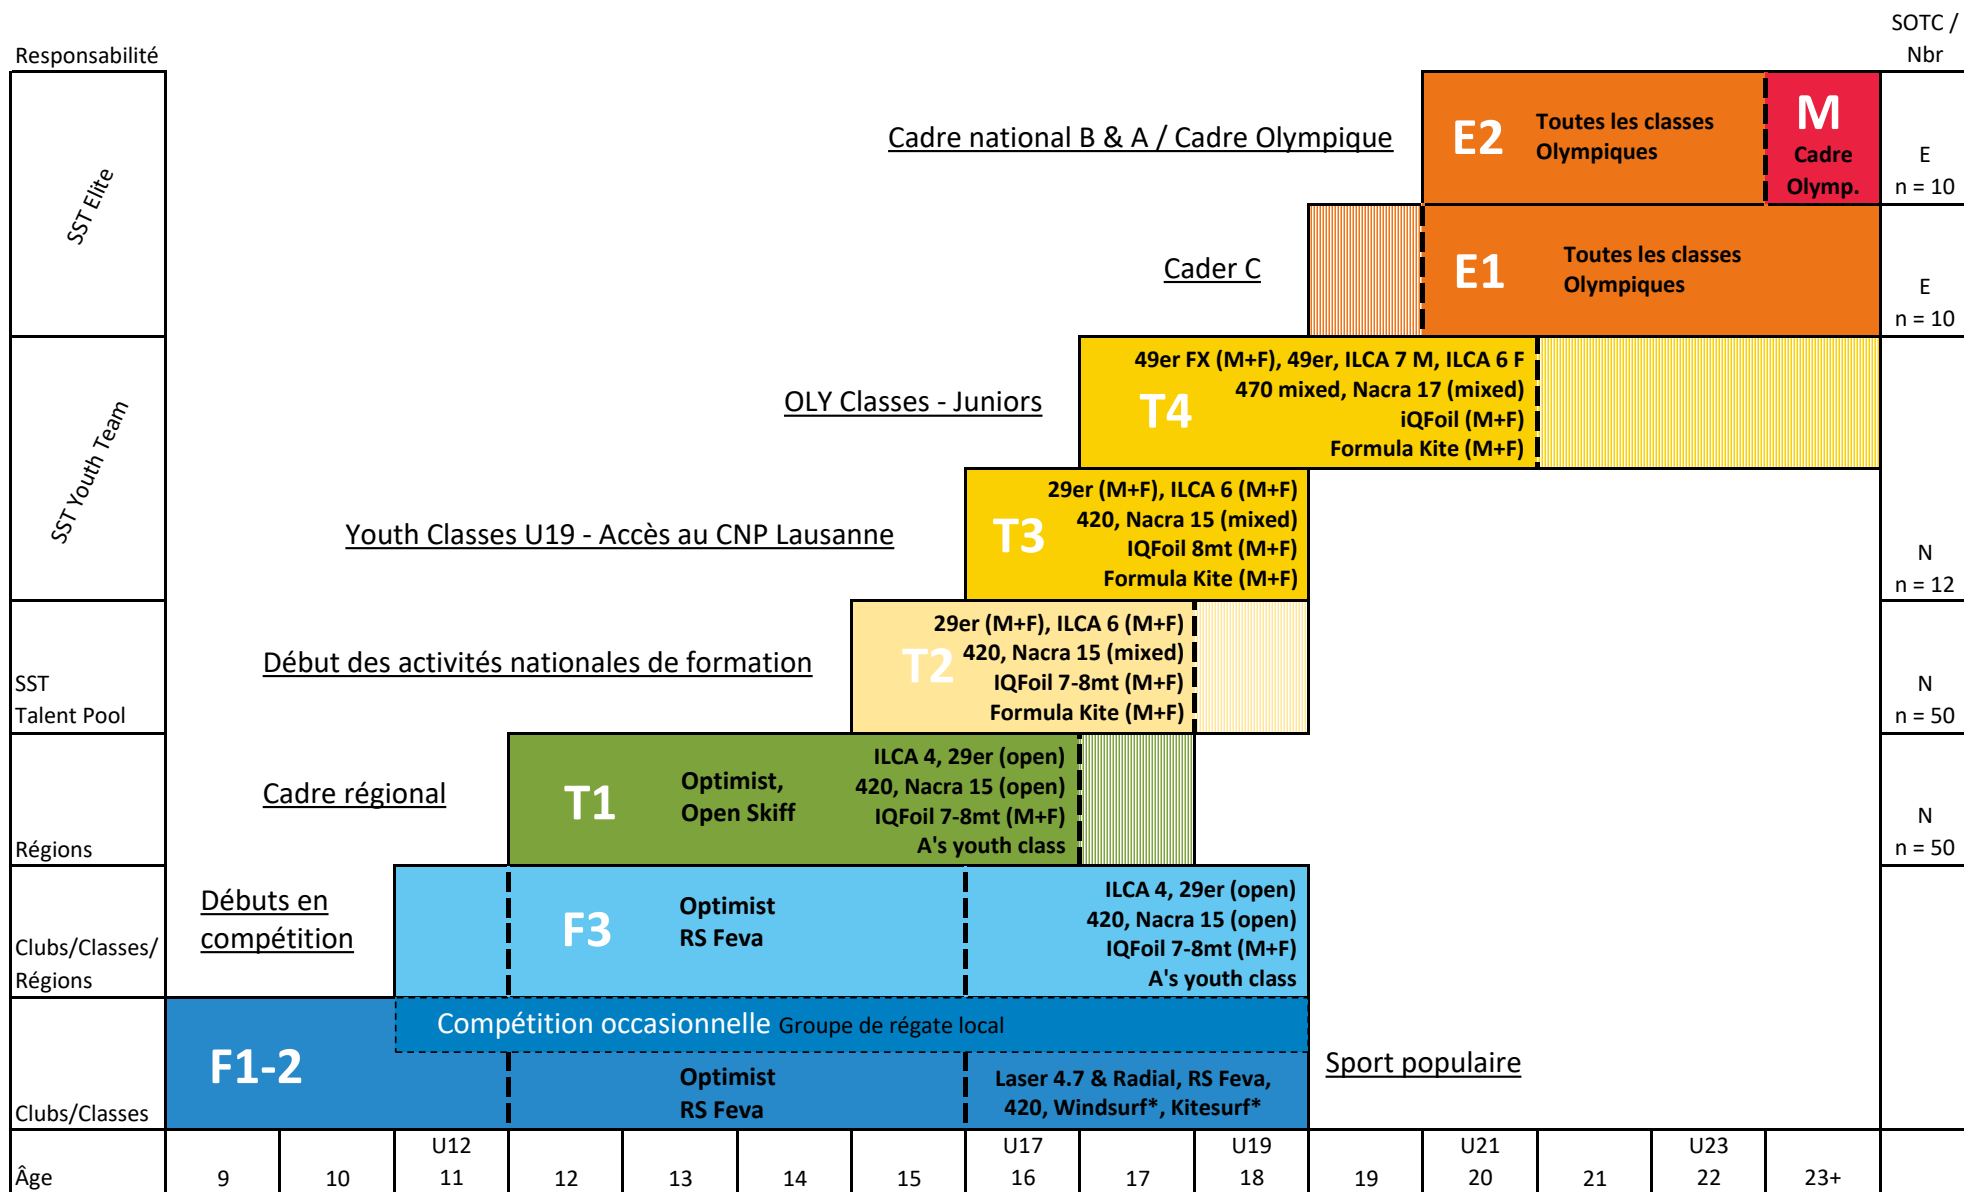 SOTC /
Nbr
Responsabilité
SST Elite
Cadre national B & A / Cadre Olympique
E2
Toutes les classes
Olympiques
M
Cadre
Olymp.
E
n = 10
Cader C
E1
Toutes les classes
Olympiques
E
n = 10
SST Youth Team
OLY Classes - Juniors
T4
49er FX (M+F), 49er, ILCA 7 M, ILCA 6 F
470 mixed, Nacra 17 (mixed)
iQFoil (M+F)
Formula Kite (M+F)
Youth Classes U19 - Accès au CNP Lausanne
T3
29er (M+F), ILCA 6 (M+F)
420, Nacra 15 (mixed)
IQFoil 8mt (M+F)
Formula Kite (M+F)
N
n = 12
SST
Talent Pool
Début des activités nationales de formation
T2
29er (M+F), ILCA 6 (M+F)
420, Nacra 15 (mixed)
IQFoil 7-8mt (M+F)
Formula Kite (M+F)
N
n = 50
Régions
Cadre régional
T1
Optimist,
Open Skiff
ILCA 4, 29er (open)
420, Nacra 15 (open)
IQFoil 7-8mt (M+F)
A's youth class
N
n = 50
Clubs/Classes/
Régions
Débuts en
compétition
F3
Optimist
RS Feva
ILCA 4, 29er (open)
420, Nacra 15 (open)
IQFoil 7-8mt (M+F)
A's youth class
Clubs/Classes
F1-2
Compétition occasionnelle Groupe de régate local
Optimist
RS Feva
Laser 4.7 & Radial, RS Feva,
420, Windsurf*, Kitesurf*
Sport populaire
U12 U17 U19 U21 U23
Âge 9 10 11 12 13 14 15 16 17 18 19 20 21 22 23+